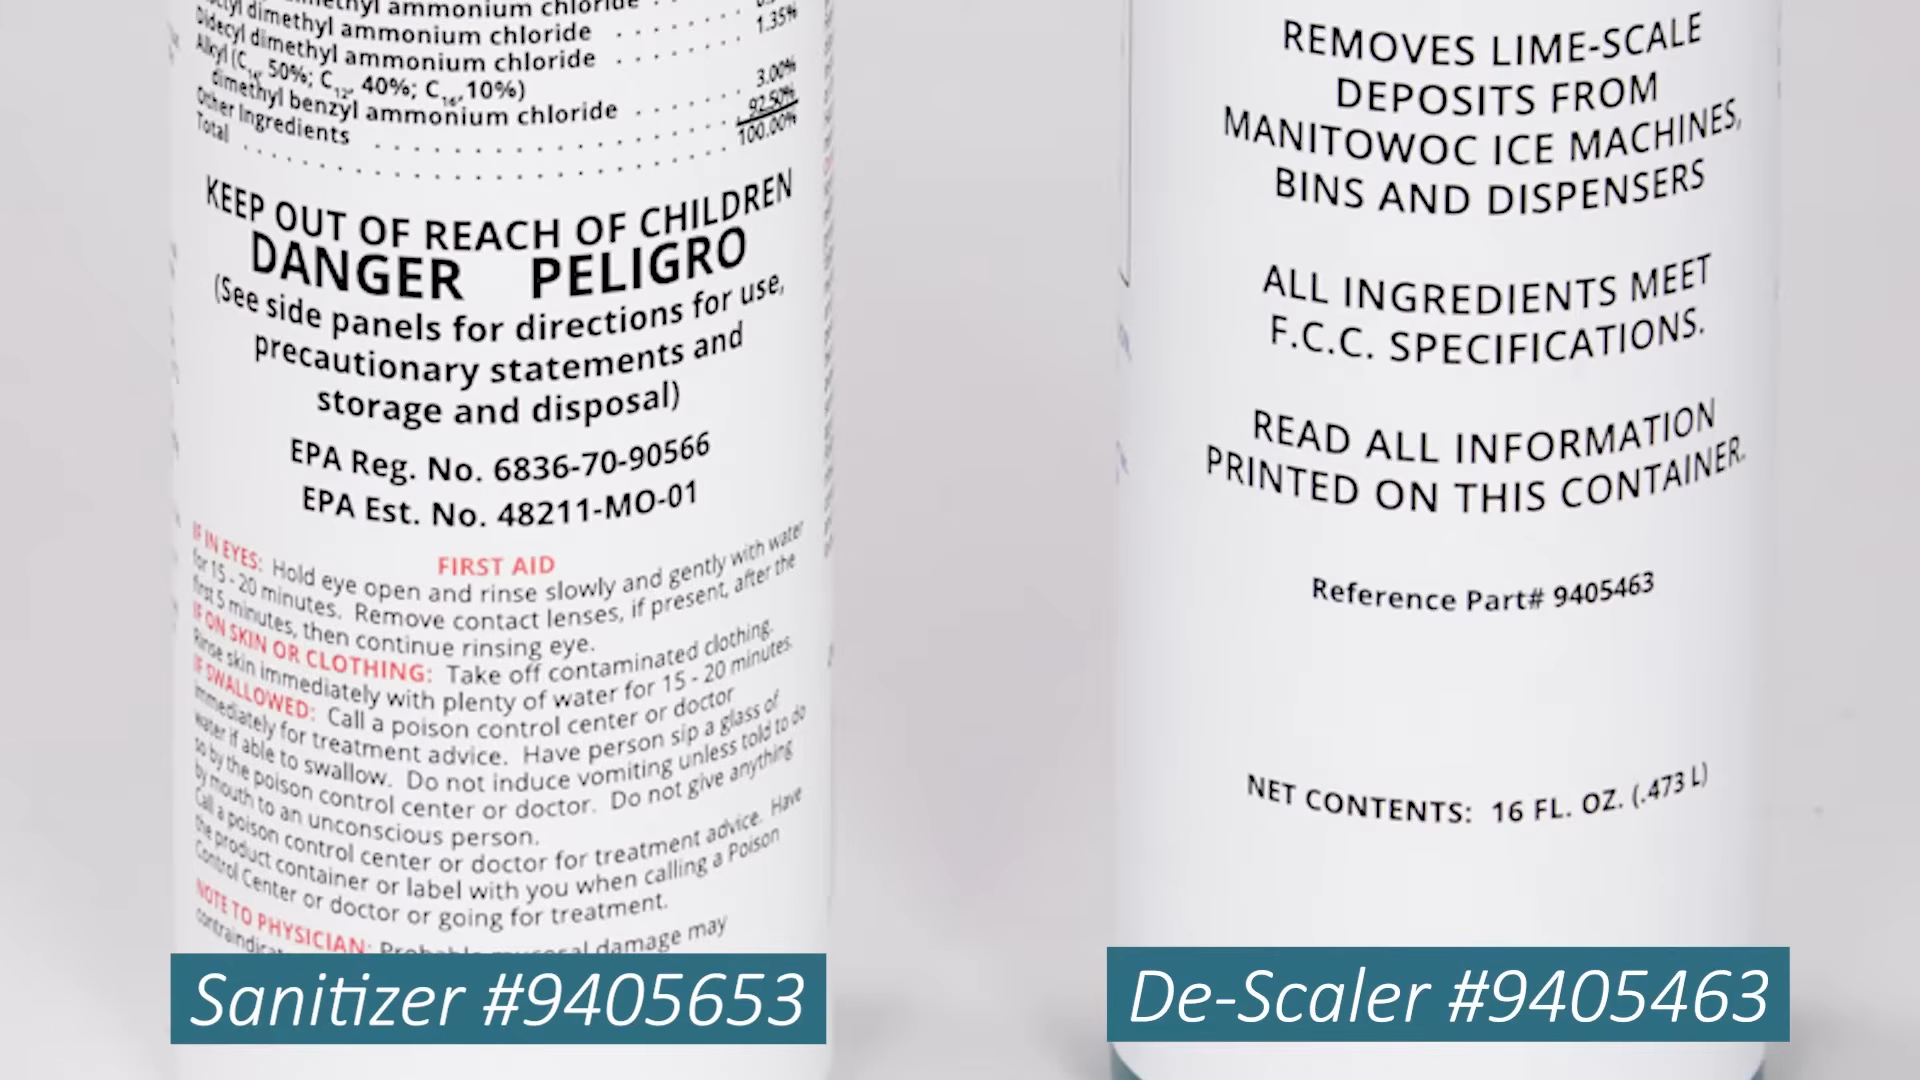 dimethyl ammonium chloride
dimethyl ammonium chloride
1.35%
Didecyl dimethyl ammonium chloride
Alkyl (C14, 50%; C12, 40%; C16, 10%)
dimethyl benzyl ammonium chloride . . . . . . . 3.00%
Other Ingredients . . . . . . . 92.50%
Total . . . . . . . 100.00%
KEEP OUT OF REACH OF CHILDREN
DANGER PELIGRO
(See side panels for directions for use,
precautionary statements and
storage and disposal)
EPA Reg. No. 6836-70-90566
EPA Est. No. 48211-MO-01
FIRST AID
IF IN EYES: Hold eye open and rinse slowly and gently with water
for 15 - 20 minutes. Remove contact lenses, if present, after the
first 5 minutes, then continue rinsing eye.
IF ON SKIN OR CLOTHING: Take off contaminated clothing.
Rinse skin immediately with plenty of water for 15 - 20 minutes.
IF SWALLOWED: Call a poison control center or doctor
immediately for treatment advice. Have person sip a glass of
water if able to swallow. Do not induce vomiting unless told to do
so by the poison control center or doctor. Do not give anything
by mouth to an unconscious person.
Call a poison control center or doctor for treatment advice. Have
the product container or label with you when calling a Poison
Control Center or doctor or going for treatment.
NOTE TO PHYSICIAN: Probable mucosal damage may
Sanitizer #9405653
REMOVES LIME-SCALE
DEPOSITS FROM
MANITOWOC ICE MACHINES,
BINS AND DISPENSERS
ALL INGREDIENTS MEET
F.C.C. SPECIFICATIONS.
READ ALL INFORMATION
PRINTED ON THIS CONTAINER.
Reference Part# 9405463
NET CONTENTS: 16 FL. OZ. (.473 L)
De-Scaler #9405463